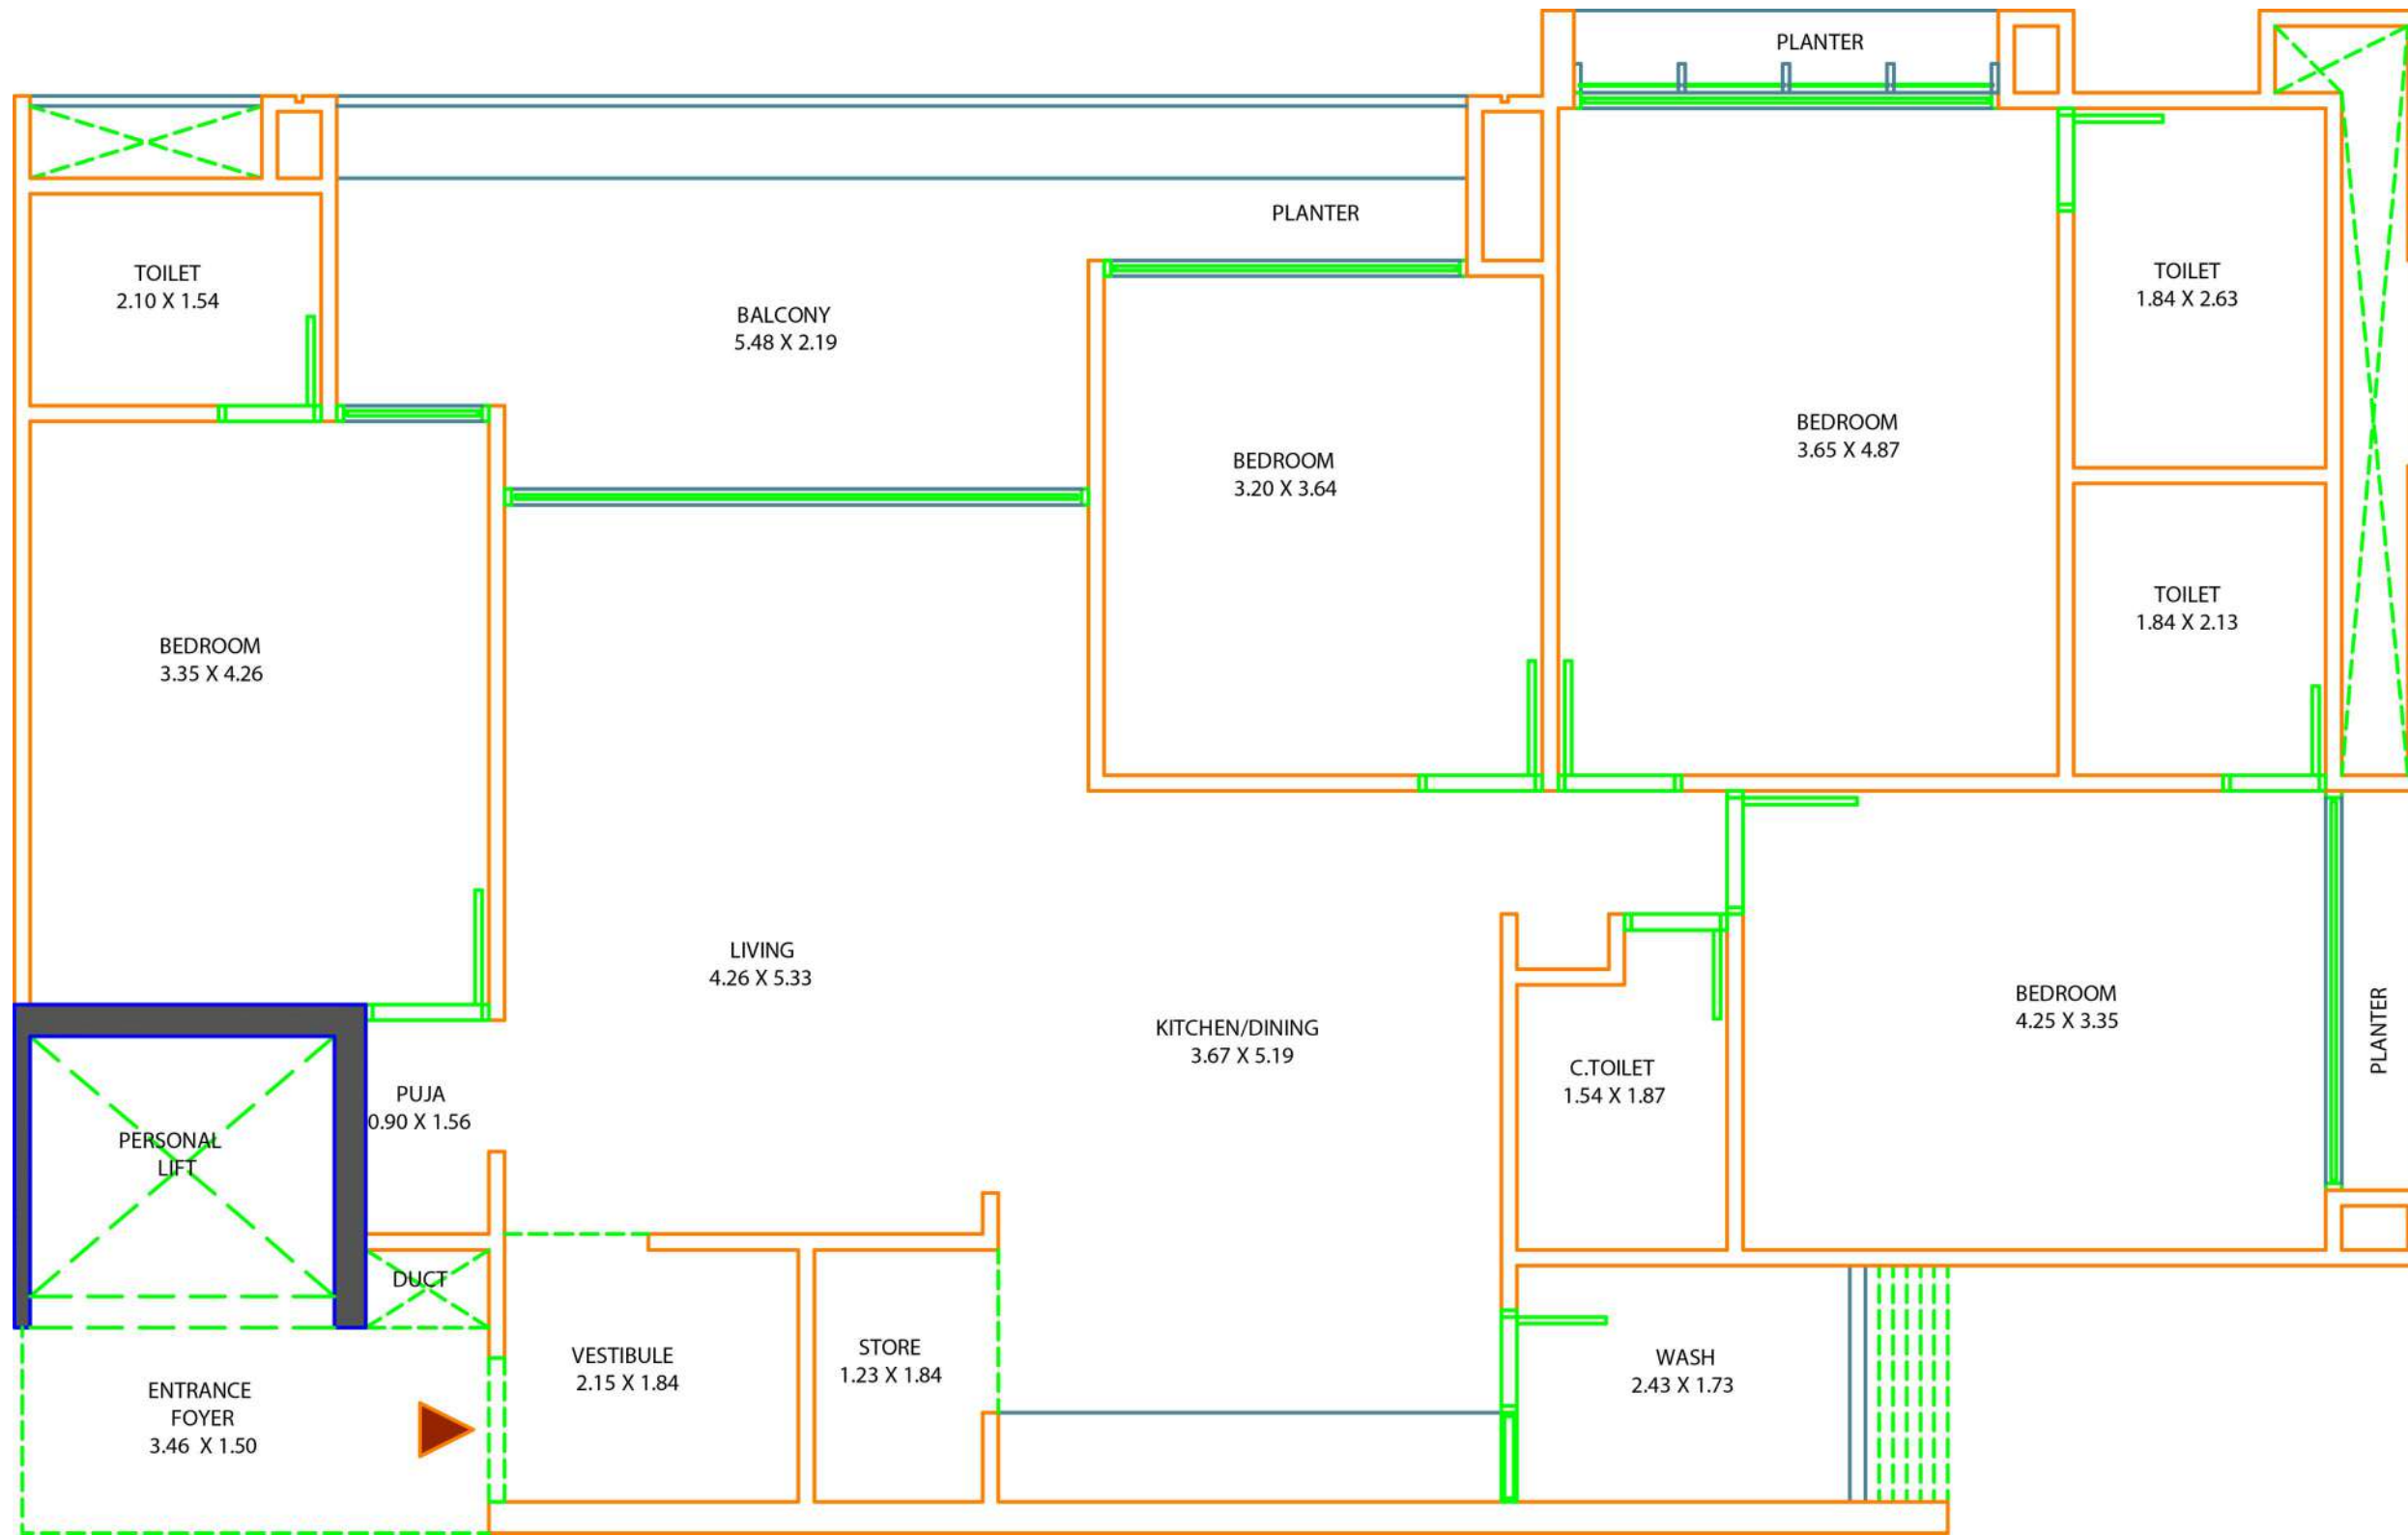 PLANTER
PLANTER
TOILET
2.10 X 1.54
BALCONY
5.48 X 2.19
TOILET
1.84 X 2.63
BEDROOM
3.20 X 3.64
BEDROOM
3.65 X 4.87
TOILET
1.84 X 2.13
BEDROOM
3.35 X 4.26
LIVING
4.26 X 5.33
KITCHEN/DINING
3.67 X 5.19
BEDROOM
4.25 X 3.35
PLANTER
C.TOILET
1.54 X 1.87
PUJA
0.90 X 1.56
PERSONAL
LIFT
DUCT
VESTIBULE
2.15 X 1.84
STORE
1.23 X 1.84
WASH
2.43 X 1.73
ENTRANCE
FOYER
3.46 X 1.50